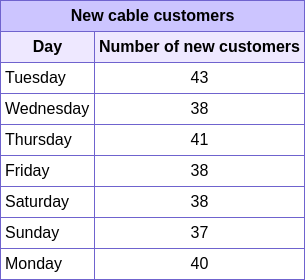 New cable customers
Day Number of new customers
Tuesday 43
Wednesday 38
Thursday 41
Friday 38
Saturday 38
Sunday 37
Monday 40